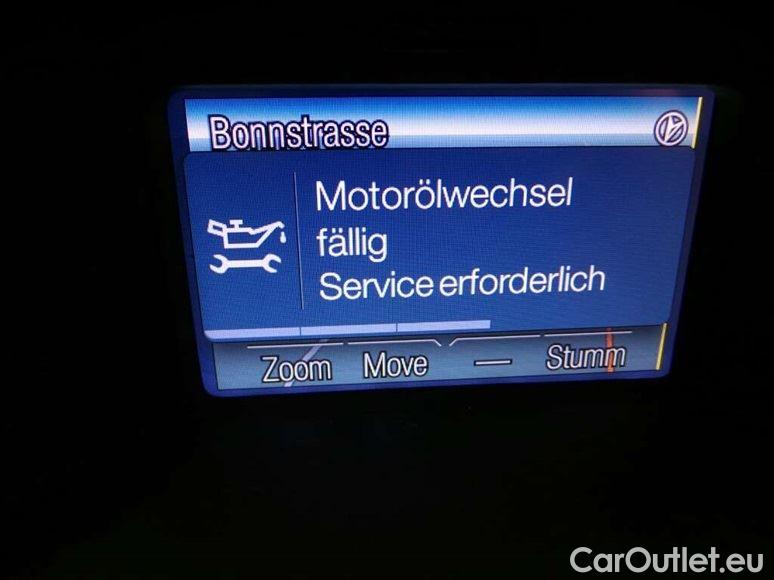 Bonnstrasse
Motorölwechsel
fällig
Service erforderlich
Zoom Move — Stumm
CarOutlet.eu